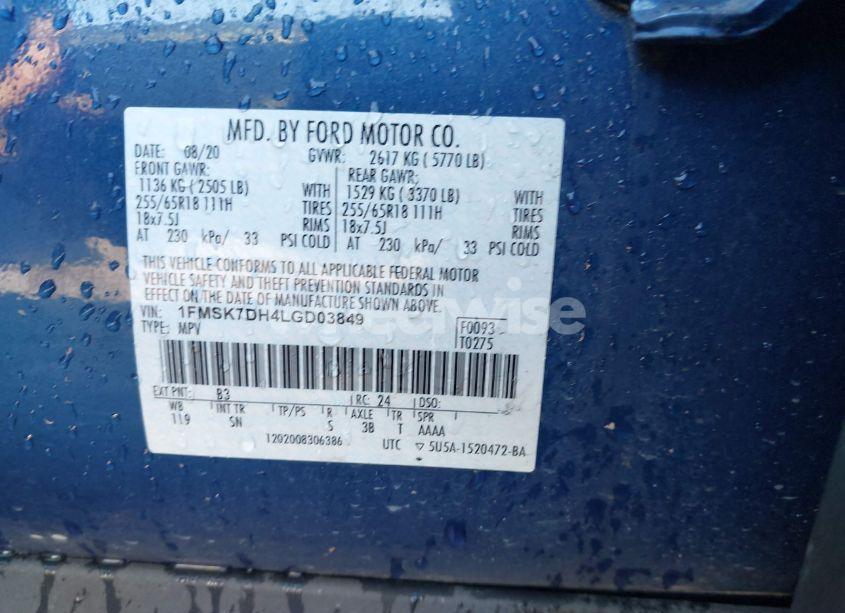 MFD. BY FORD MOTOR CO.
DATE: 08/20 GVWR: 2617 KG ( 5770 LB)
FRONT GAWR: REAR GAWR:
1136 KG ( 2505 LB) WITH 1529 KG ( 3370 LB) WITH
255/65R18 111H TIRES 255/65R18 111H TIRES
18x7.5J RIMS 18x7.5J RIMS
AT 230 kPa/ 33 PSI COLD AT 230 kPa/ 33 PSI COLD
THIS VEHICLE CONFORMS TO ALL APPLICABLE FEDERAL MOTOR
VEHICLE SAFETY AND THEFT PREVENTION STANDARDS IN
EFFECT ON THE DATE OF MANUFACTURE SHOWN ABOVE.
VIN: 1FMSK7DH4LGD03849 F0093
TYPE: MPV T0275
EXT PNT: B3 RC: 24 DSO:
WB INT TR TP/PS R AXLE TR SPR
119 SN S 3B T AAAA
1202008306386 UTC ▽ 5U5A-1520472-BA